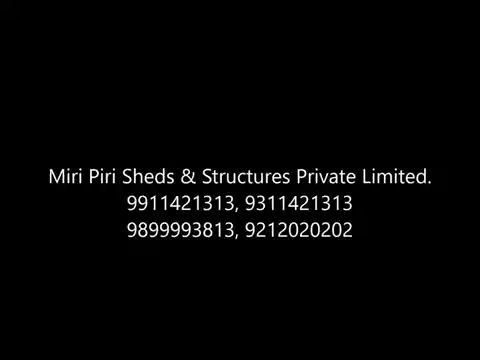 Miri Piri Sheds & Structures Private Limited.
9911421313, 9311421313
9899993813, 9212020202